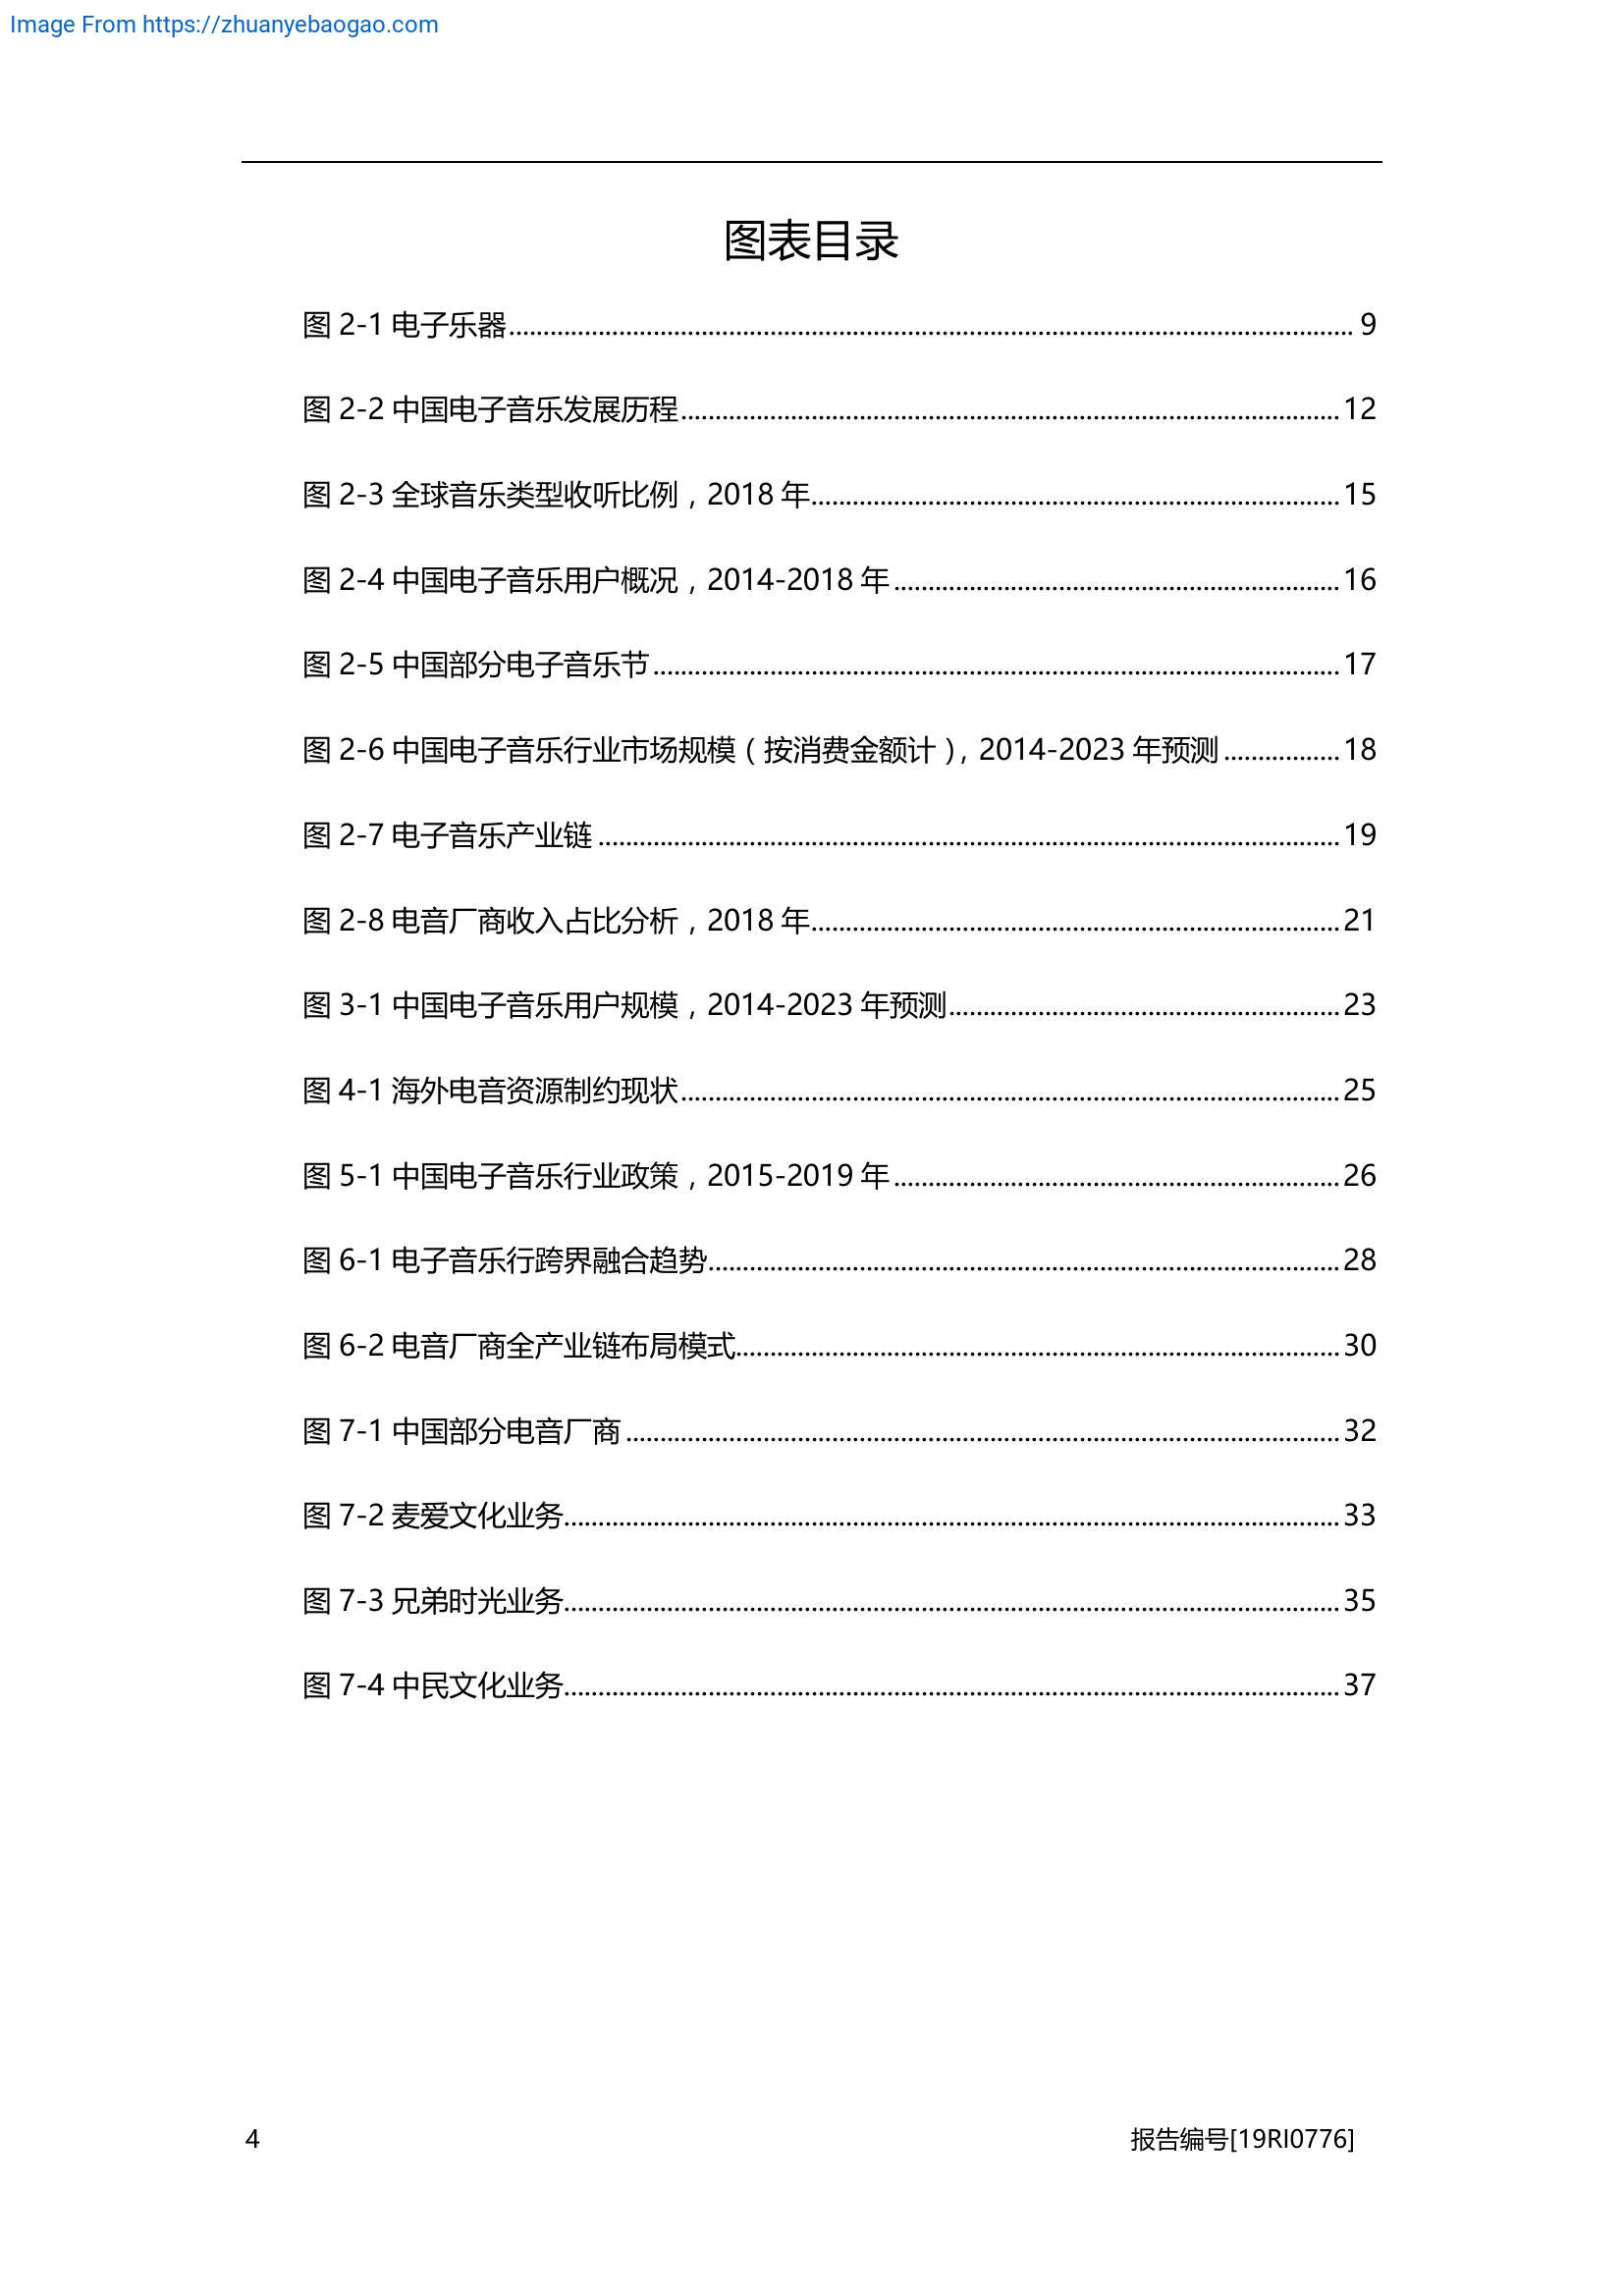 Image From https://zhuanyebaogao.com
图表目录
图 2-1 电子乐器........................................ 9
图 2-2 中国电子音乐发展历程........................................ 12
图 2-3 全球音乐类型收听比例，2018 年........................................ 15
图 2-4 中国电子音乐用户概况，2014-2018 年........................................ 16
图 2-5 中国部分电子音乐节........................................ 17
图 2-6 中国电子音乐行业市场规模（按消费金额计），2014-2023 年预测................. 18
图 2-7 电子音乐产业链........................................ 19
图 2-8 电音厂商收入占比分析，2018 年........................................ 21
图 3-1 中国电子音乐用户规模，2014-2023 年预测........................................ 23
图 4-1 海外电音资源制约现状........................................ 25
图 5-1 中国电子音乐行业政策，2015-2019 年........................................ 26
图 6-1 电子音乐行跨界融合趋势........................................ 28
图 6-2 电音厂商全产业链布局模式........................................ 30
图 7-1 中国部分电音厂商........................................ 32
图 7-2 麦爱文化业务........................................ 33
图 7-3 兄弟时光业务........................................ 35
图 7-4 中民文化业务........................................ 37
4 报告编号[19RI0776]